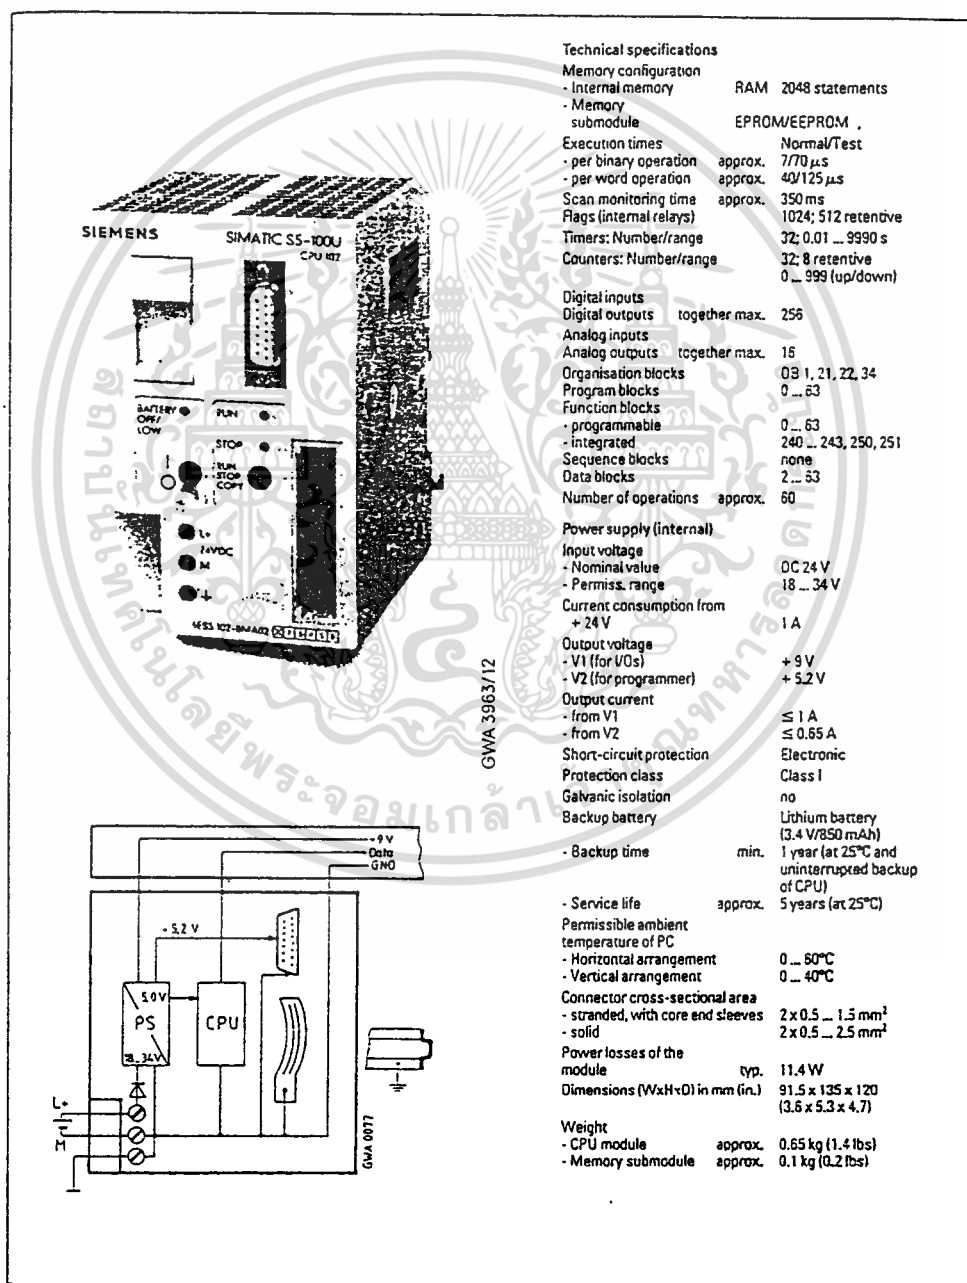 Technical specifications
Memory configuration
- Internal memory RAM 2048 statements
- Memory
submodule EPROM/EEPROM .
Execution times Normal/Test
- per binary operation approx. 7/70 µs
- per word operation approx. 40/125 µs
Scan monitoring time approx. 350 ms
Flags (internal relays) 1024; 512 retentive
Timers: Number/range 32; 0.01 ... 9990 s
Counters: Number/range 32; 8 retentive
0 ... 999 (up/down)
Digital inputs
Digital outputs together max. 256
Analog inputs
Analog outputs together max. 16
Organisation blocks OB 1, 21, 22, 34
Program blocks 0 ... 63
Function blocks
- programmable 0 ... 63
- integrated 240 ... 243, 250, 251
Sequence blocks none
Data blocks 2 ... 63
Number of operations approx. 60
Power supply (internal)
Input voltage
- Nominal value DC 24 V
- Permiss. range 18 ... 34 V
Current consumption from
+ 24 V 1 A
Output voltage
- V1 (for I/Os) + 9 V
- V2 (for programmer) + 5.2 V
Output current
- from V1 ≤ 1 A
- from V2 ≤ 0.65 A
Short-circuit protection Electronic
Protection class Class I
Galvanic isolation no
Backup battery Lithium battery
(3.4 V/850 mAh)
- Backup time min. 1 year (at 25°C and
uninterrupted backup
of CPU)
- Service life approx. 5 years (at 25°C)
Permissible ambient
temperature of PC
- Horizontal arrangement 0 ... 60°C
- Vertical arrangement 0 ... 40°C
Connector cross-sectional area
- stranded, with core end sleeves 2 x 0.5 ... 1.5 mm²
- solid 2 x 0.5 ... 2.5 mm²
Power losses of the
module typ. 11.4 W
Dimensions (WxHxD) in mm (in.) 91.5 x 135 x 120
(3.6 x 5.3 x 4.7)
Weight
- CPU module approx. 0.65 kg (1.4 lbs)
- Memory submodule approx. 0.1 kg (0.2 lbs)
SIEMENS
SIMATIC S5-100U
CPU 102
BATTERY
OFF/
LOW
RUN
STOP
RUN
STOP
COPY
L+
24VDC
M
GWA 3963/12
- 9 V
Data
GND
- 5,2 V
5.0V
PS
CPU
18...34V
L+
M
GWA 0077